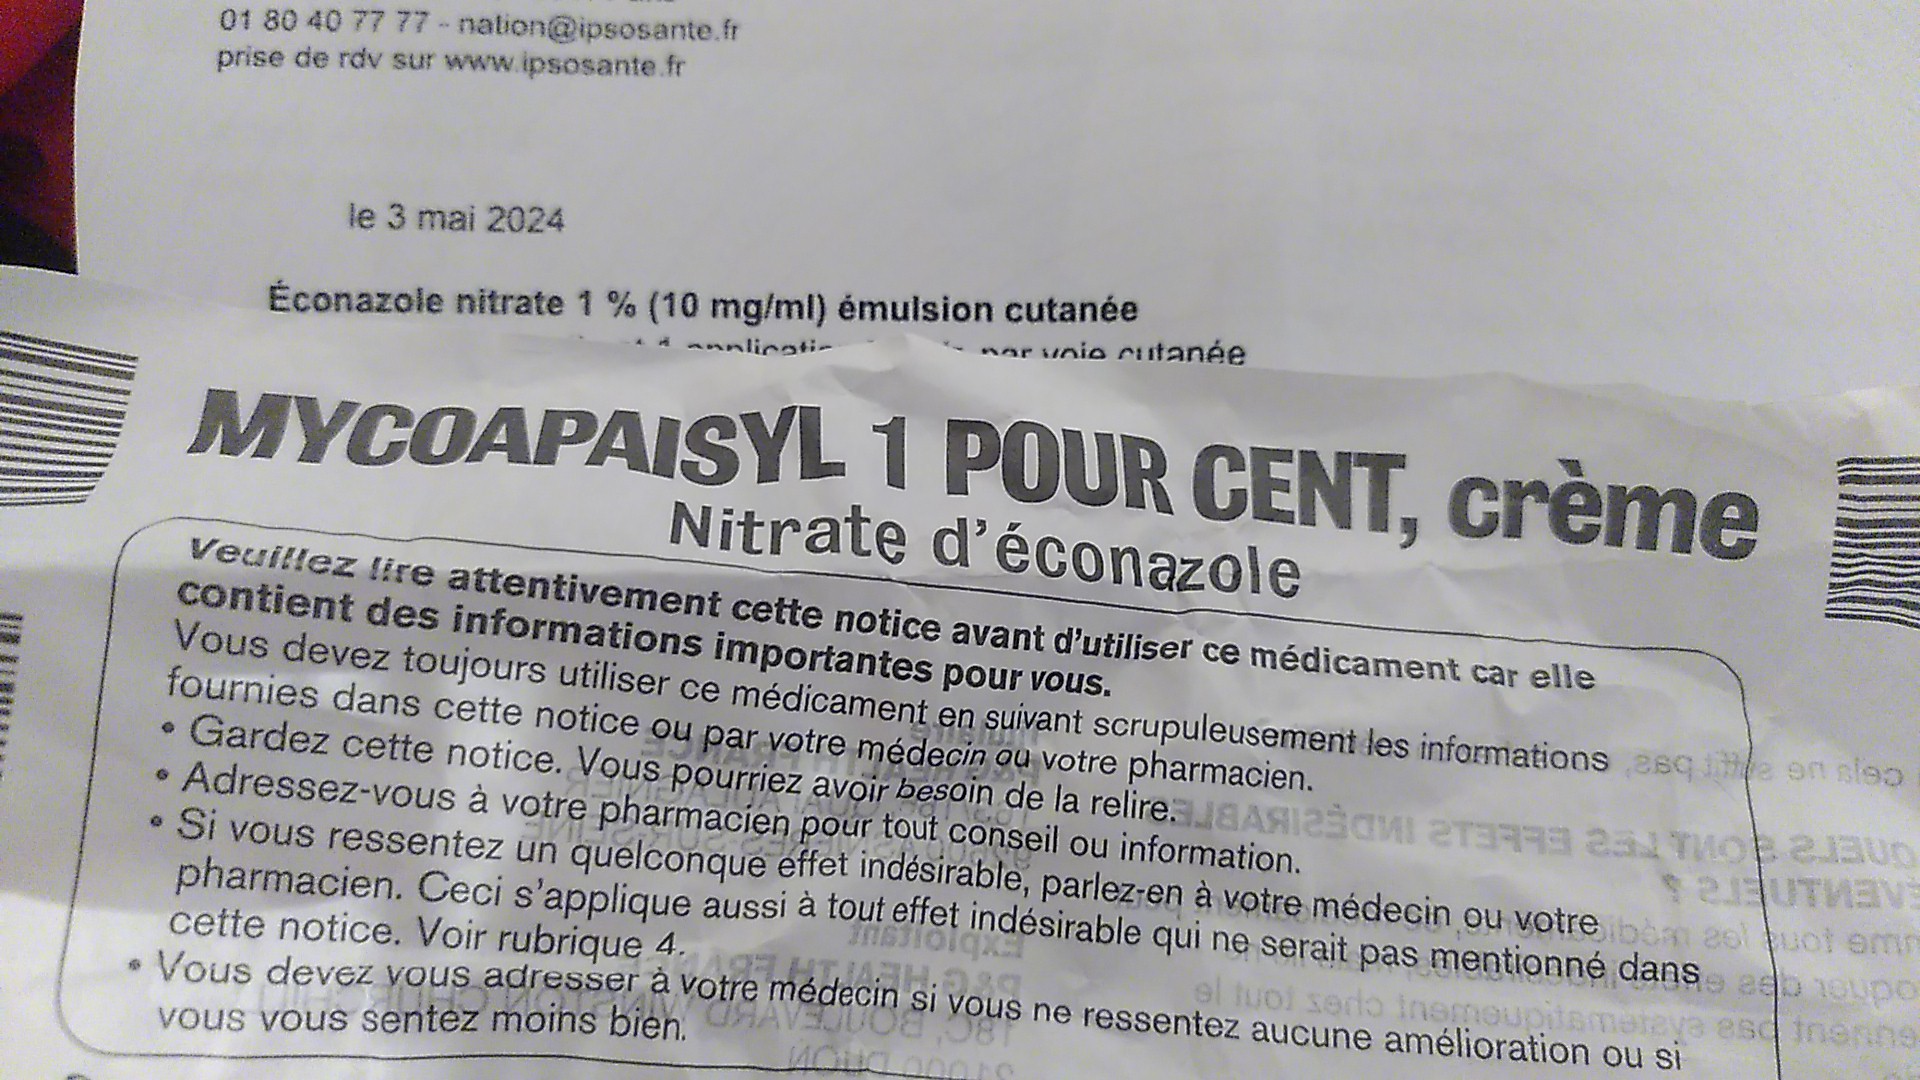 01 80 40 77 77 - nation@ipsosante.fr
prise de rdv sur www.ipsosante.fr
le 3 mai 2024
Éconazole nitrate 1 % (10 mg/ml) émulsion cutanée
par voie cutanée
MYCOAPAISYL 1 POUR CENT, crème
Nitrate d'éconazole
Veuillez lire attentivement cette notice avant d'utiliser ce médicament car elle
contient des informations importantes pour vous.
Vous devez toujours utiliser ce médicament en suivant scrupuleusement les informations
fournies dans cette notice ou par votre médecin ou votre pharmacien.
• Gardez cette notice. Vous pourriez avoir besoin de la relire.
• Adressez-vous à votre pharmacien pour tout conseil ou information.
• Si vous ressentez un quelconque effet indésirable, parlez-en à votre médecin ou votre
pharmacien. Ceci s'applique aussi à tout effet indésirable qui ne serait pas mentionné dans
cette notice. Voir rubrique 4.
• Vous devez vous adresser à votre médecin si vous ne ressentez aucune amélioration ou si
vous vous sentez moins bien.